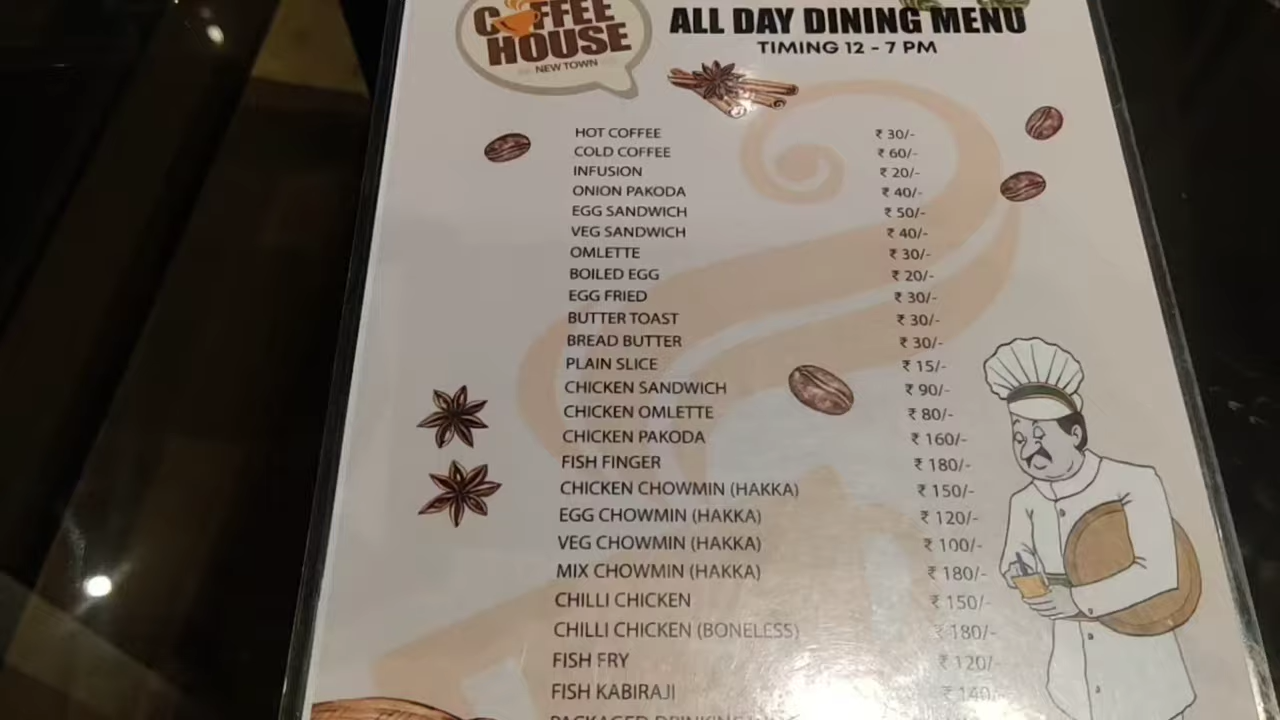 COFFEE
HOUSE
NEW TOWN
ALL DAY DINING MENU
TIMING 12 - 7 PM
HOT COFFEE ₹ 30/-
COLD COFFEE ₹ 60/-
INFUSION ₹ 20/-
ONION PAKODA ₹ 40/-
EGG SANDWICH ₹ 50/-
VEG SANDWICH ₹ 40/-
OMLETTE ₹ 30/-
BOILED EGG ₹ 20/-
EGG FRIED ₹ 30/-
BUTTER TOAST ₹ 30/-
BREAD BUTTER ₹ 30/-
PLAIN SLICE ₹ 15/-
CHICKEN SANDWICH ₹ 90/-
CHICKEN OMLETTE ₹ 80/-
CHICKEN PAKODA ₹ 160/-
FISH FINGER ₹ 180/-
CHICKEN CHOWMIN (HAKKA) ₹ 150/-
EGG CHOWMIN (HAKKA) ₹ 120/-
VEG CHOWMIN (HAKKA) ₹ 100/-
MIX CHOWMIN (HAKKA) ₹ 180/-
CHILLI CHICKEN ₹ 150/-
CHILLI CHICKEN (BONELESS) ₹ 180/-
FISH FRY ₹ 120/-
FISH KABIRAJI ₹ 140/-
PACKAGED DRINKING